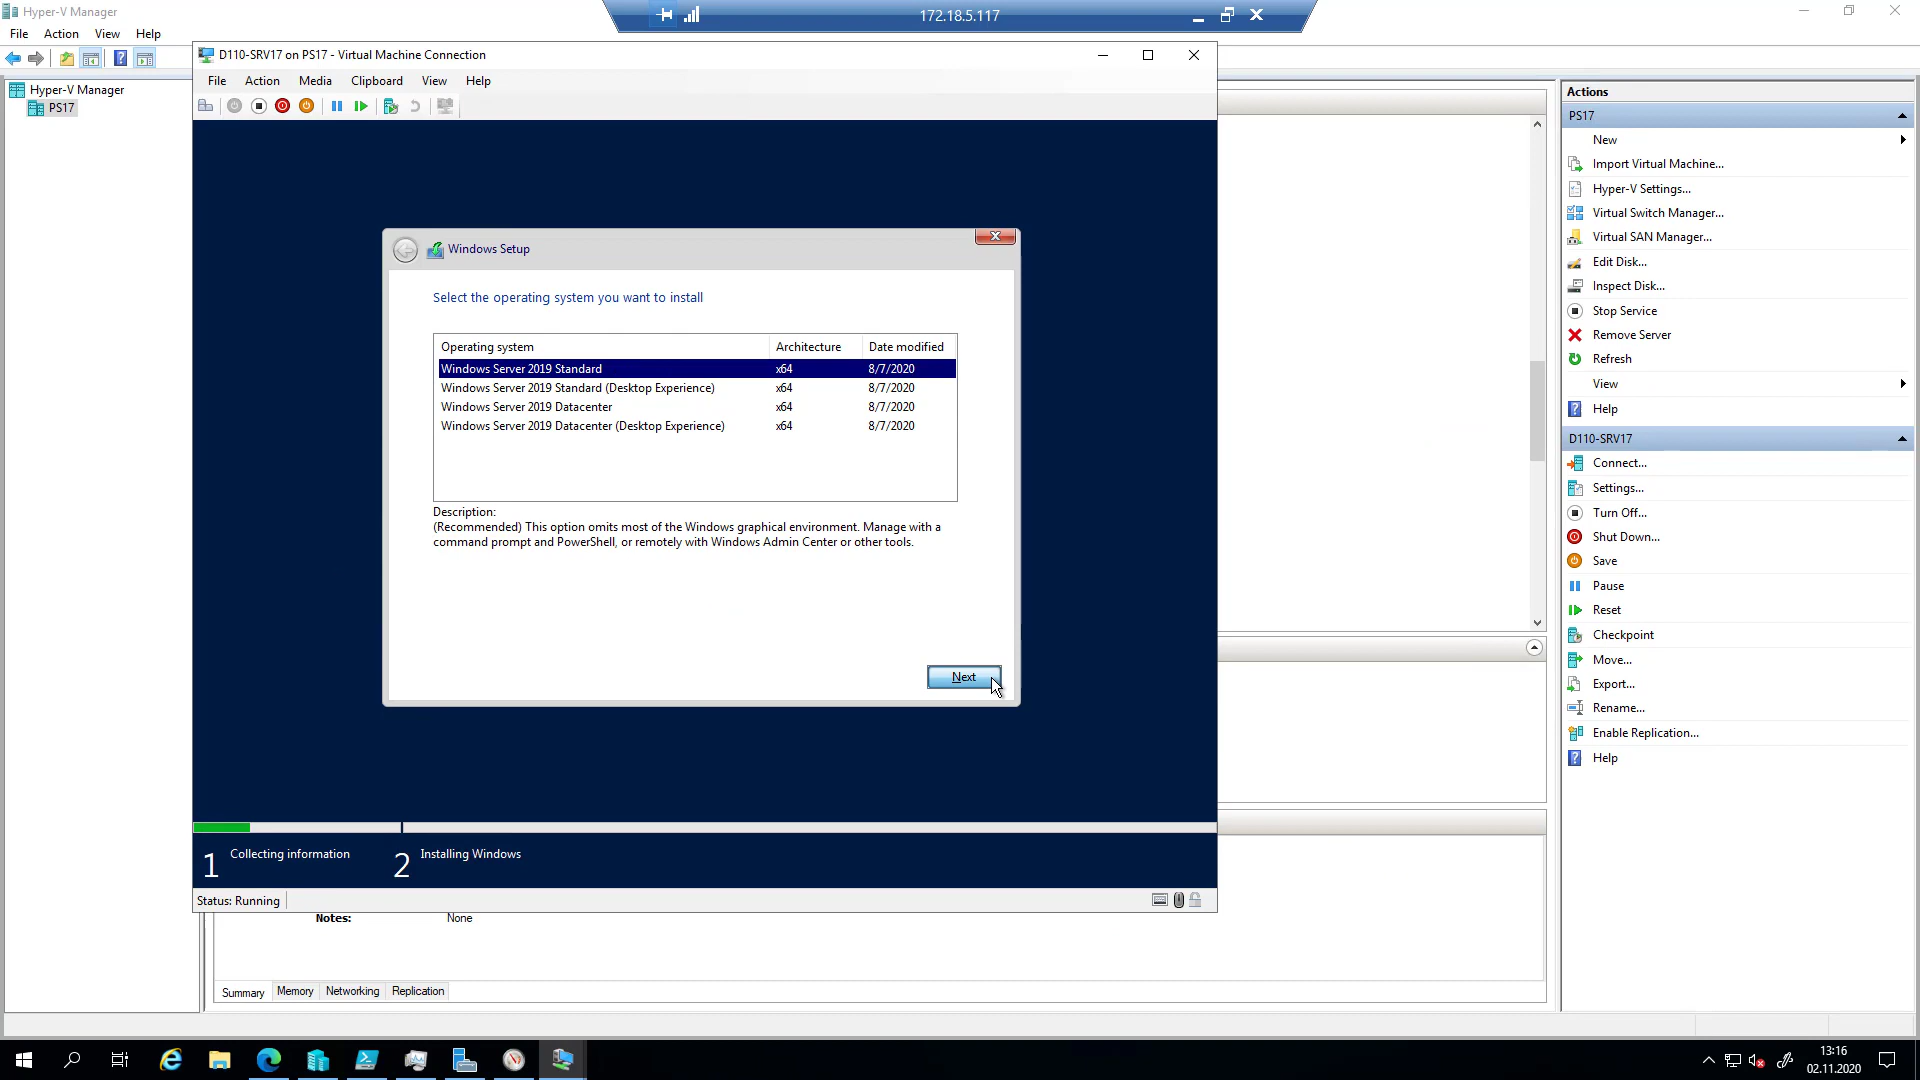 Hyper-V Manager
172.18.5.117
File Action View Help
D110-SRV17 on PS17 - Virtual Machine Connection
File Action Media Clipboard View Help
Hyper-V Manager
PS17
Windows Setup
Select the operating system you want to install
Operating system Architecture Date modified
Windows Server 2019 Standard x64 8/7/2020
Windows Server 2019 Standard (Desktop Experience) x64 8/7/2020
Windows Server 2019 Datacenter x64 8/7/2020
Windows Server 2019 Datacenter (Desktop Experience) x64 8/7/2020
Description:
(Recommended) This option omits most of the Windows graphical environment. Manage with a
command prompt and PowerShell, or remotely with Windows Admin Center or other tools.
Next
1 Collecting information 2 Installing Windows
Status: Running
Notes: None
Summary Memory Networking Replication
Actions
PS17
New
Import Virtual Machine...
Hyper-V Settings...
Virtual Switch Manager...
Virtual SAN Manager...
Edit Disk...
Inspect Disk...
Stop Service
Remove Server
Refresh
View
Help
D110-SRV17
Connect...
Settings...
Turn Off...
Shut Down...
Save
Pause
Reset
Checkpoint
Move...
Export...
Rename...
Enable Replication...
Help
13:16
02.11.2020